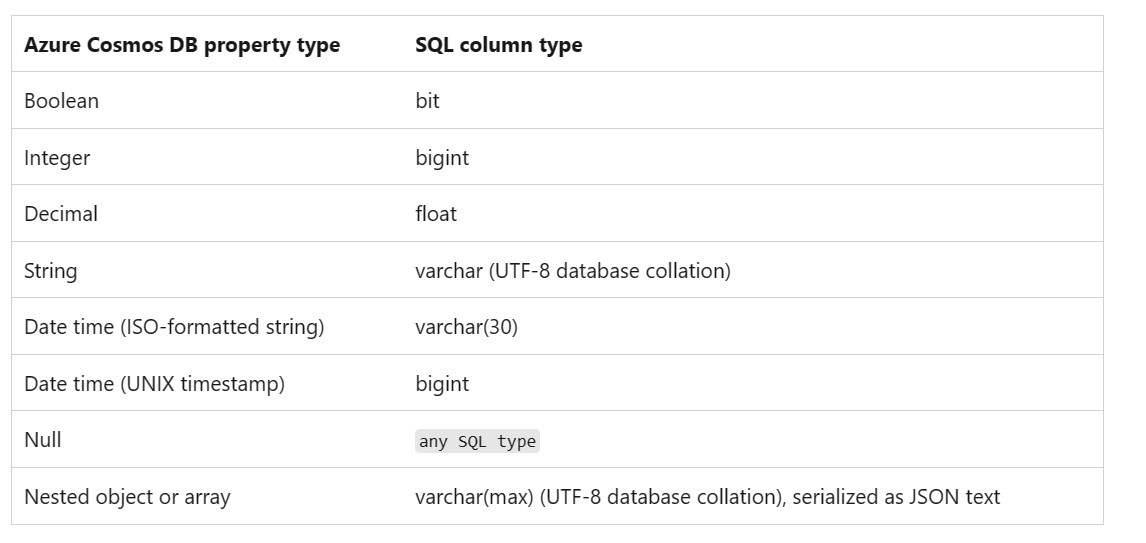 Azure Cosmos DB property type SQL column type
Boolean bit
Integer bigint
Decimal float
String varchar (UTF-8 database collation)
Date time (ISO-formatted string) varchar(30)
Date time (UNIX timestamp) bigint
Null any SQL type
Nested object or array varchar(max) (UTF-8 database collation), serialized as JSON text